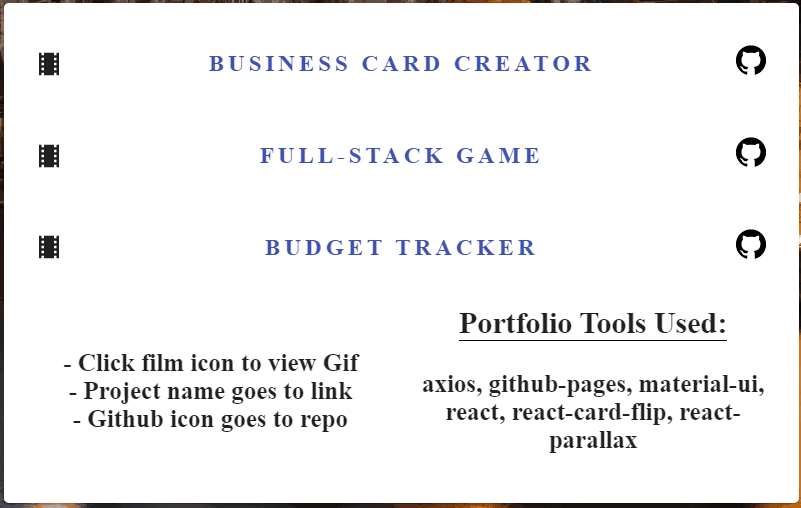 BUSINESS CARD CREATOR
FULL-STACK GAME
BUDGET TRACKER
- Click film icon to view Gif
- Project name goes to link
- Github icon goes to repo
Portfolio Tools Used:
axios, github-pages, material-ui,
react, react-card-flip, react-
parallax